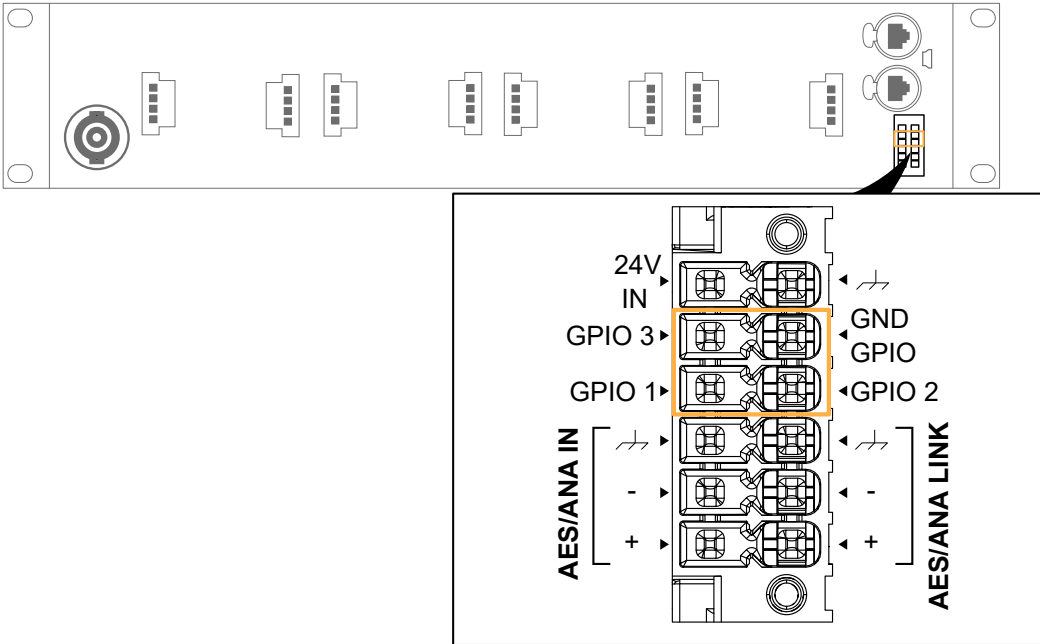 24V
IN
GND
GPIO 3
GPIO
GPIO 1
GPIO 2
AES/ANA IN
AES/ANA LINK
-
-
+
+